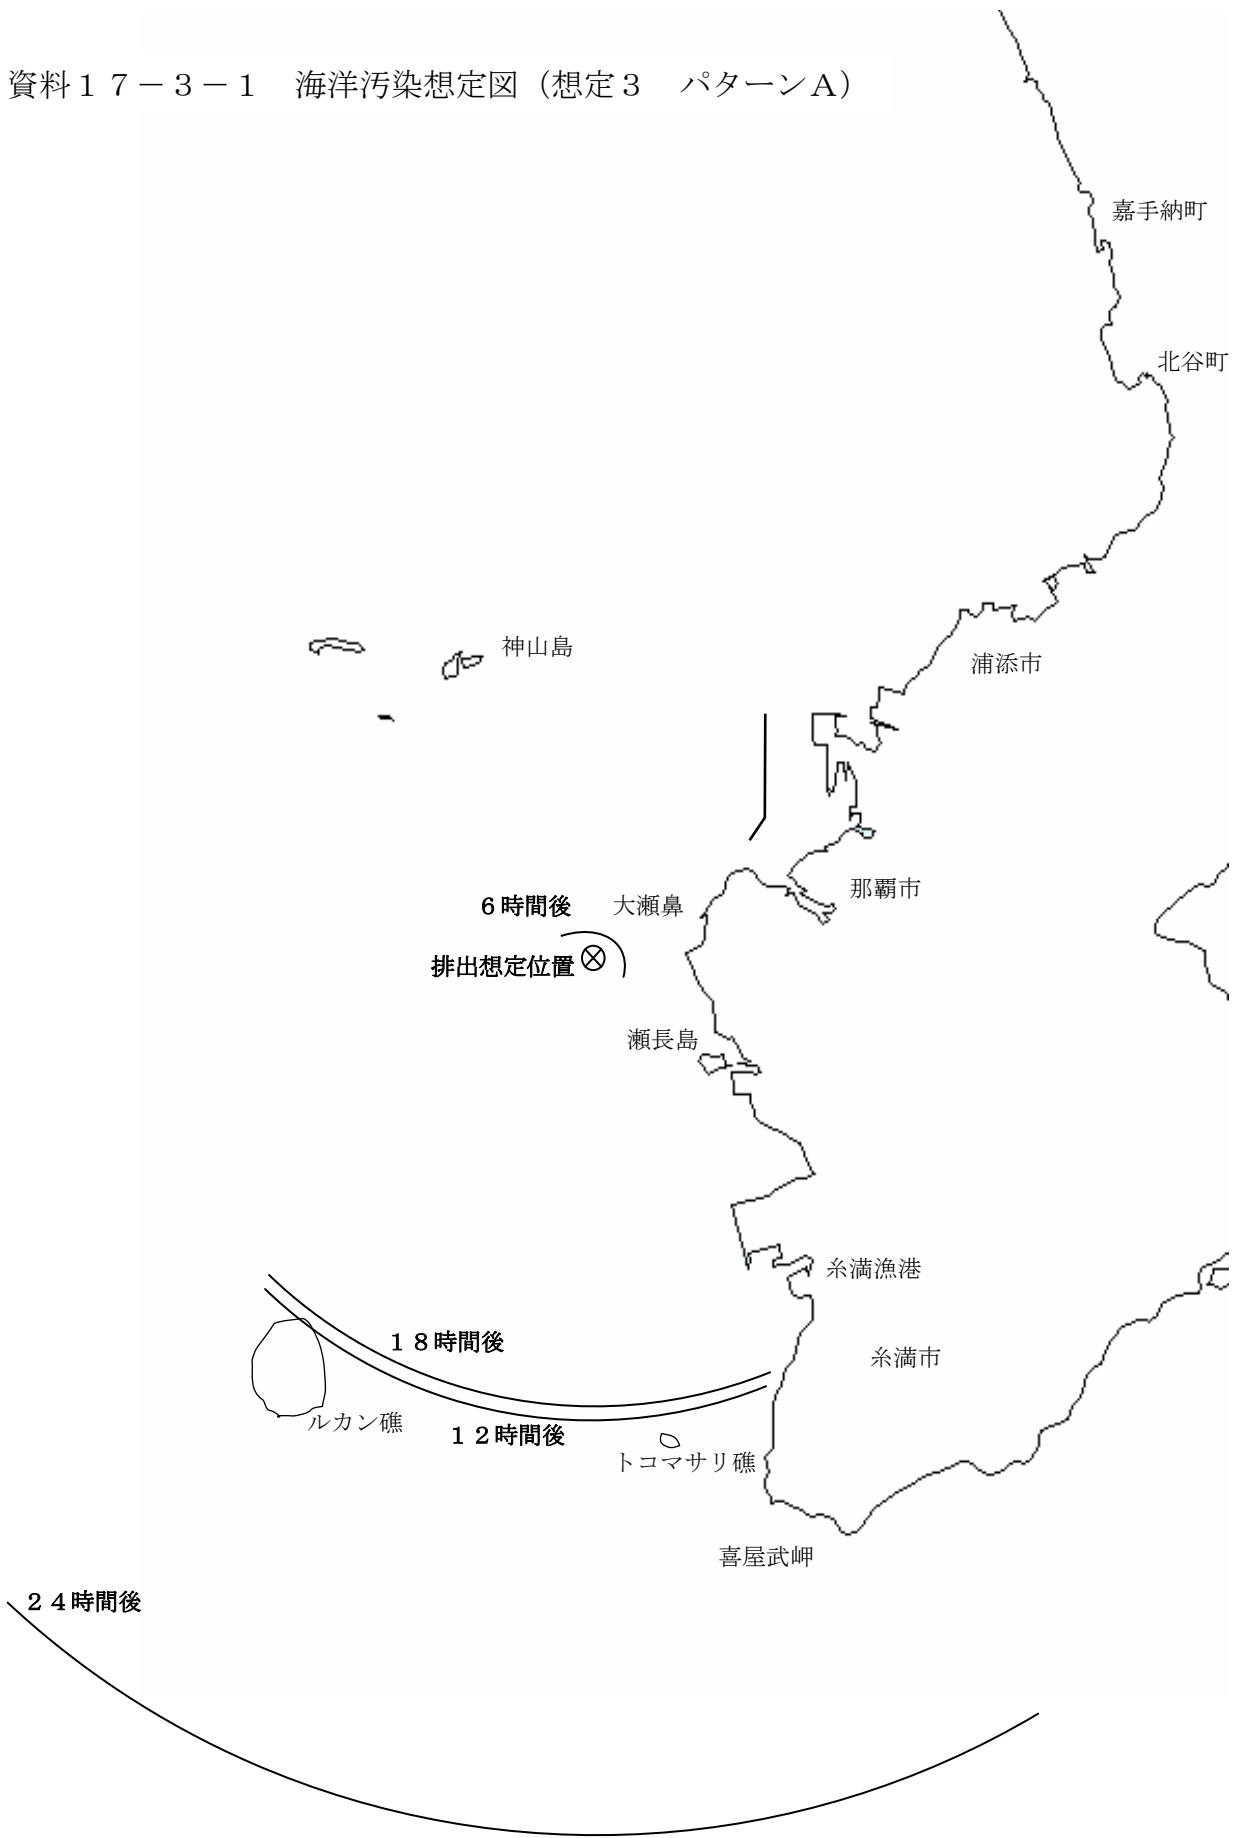 資料１７－３－１　海洋汚染想定図（想定３　パターンＡ）
嘉手納町
北谷町
神山島
浦添市
那覇市
６時間後
大瀬鼻
排出想定位置
瀬長島
糸満漁港
１８時間後
糸満市
ルカン礁
１２時間後
トコマサリ礁
喜屋武岬
２４時間後